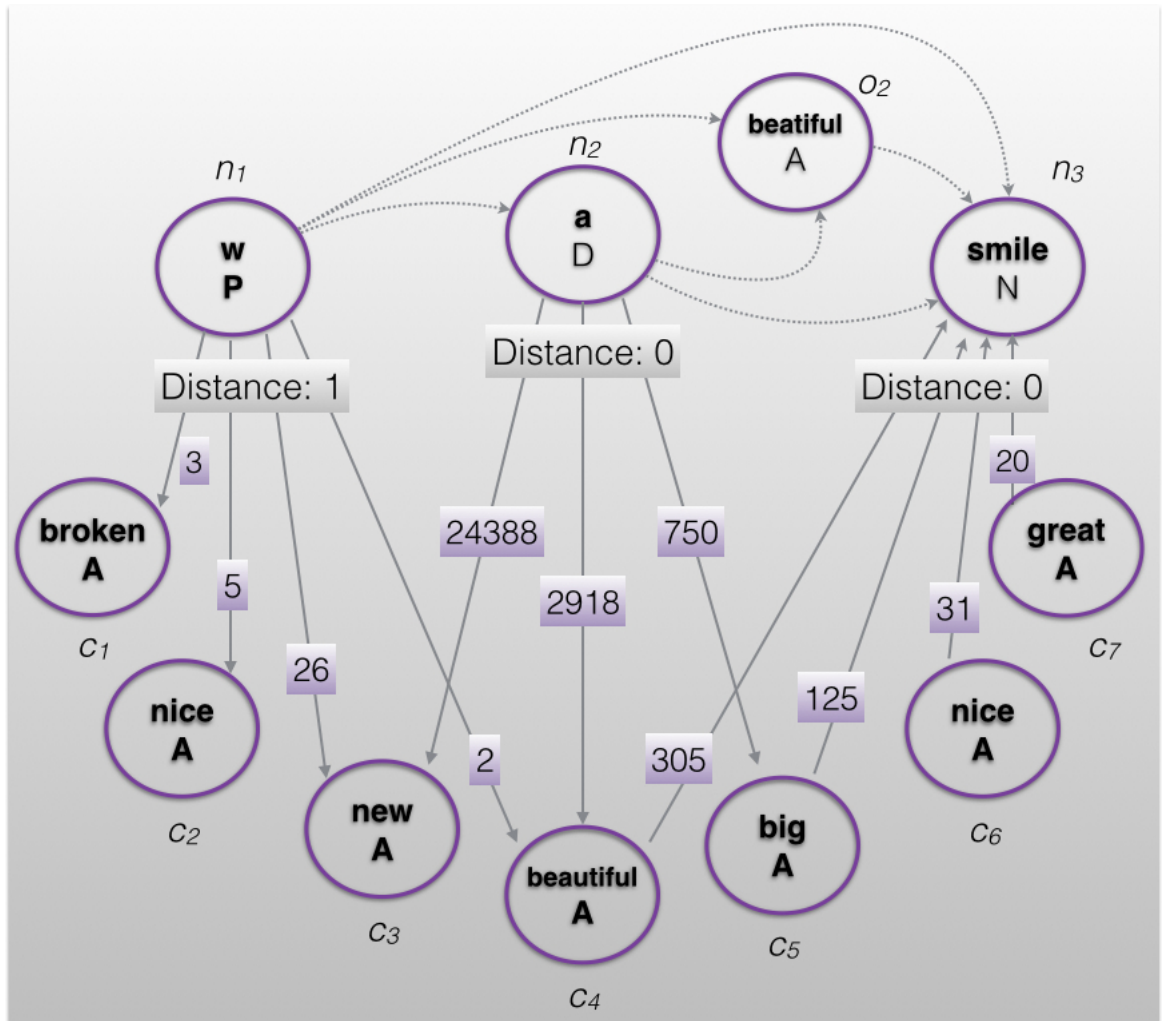 o2
beatiful
A
n1
n2
n3
w
P
a
D
smile
N
Distance: 1
Distance: 0
Distance: 0
3
20
broken
A
24388
750
great
A
5
2918
31
c1
c7
26
125
nice
A
nice
A
2
305
new
A
big
A
c2
c6
beautiful
A
c3
c5
c4